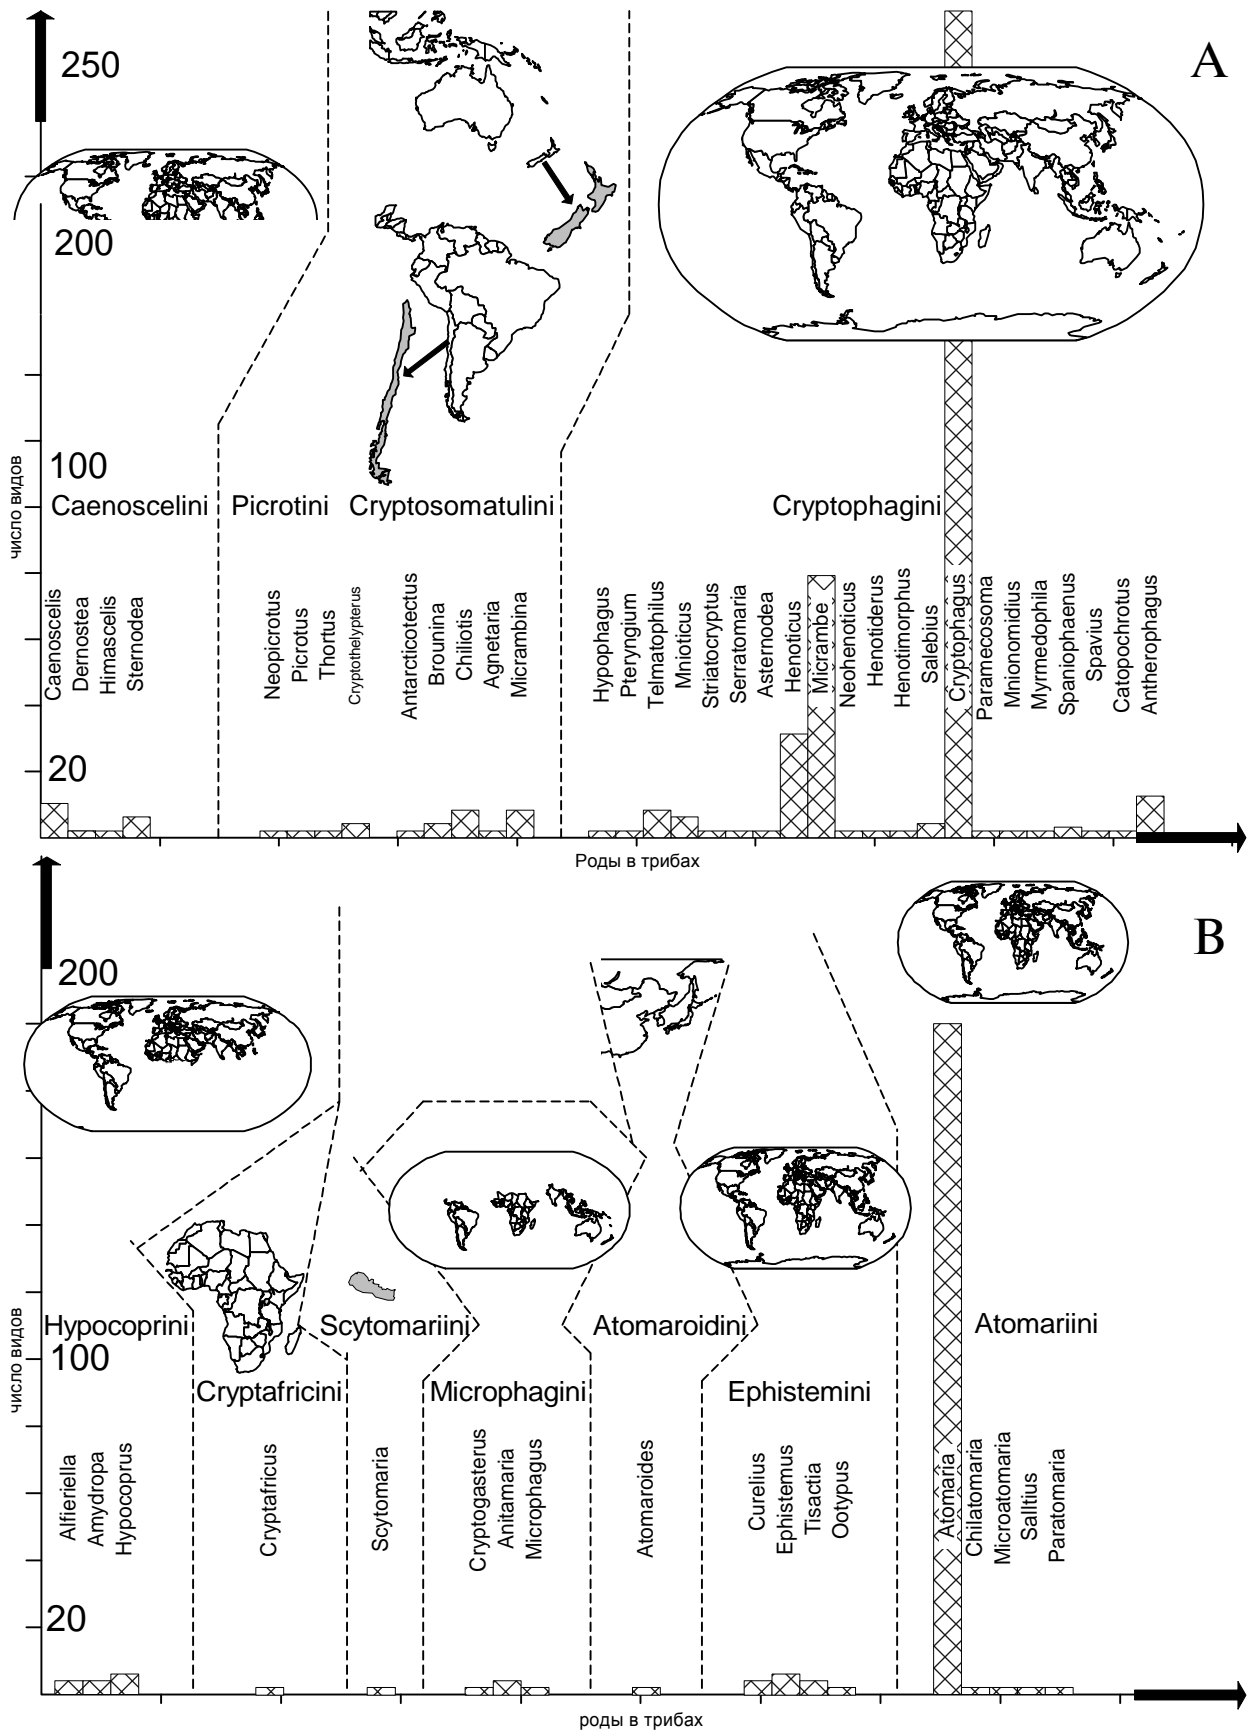 A
250
200
100
число видов
Caenoscelini
Picrotini
Cryptosomatulini
Cryptophagini
Caenoscelis
Dernostea
Himascelis
Sternodea
Neopicrotus
Picrotus
Thortus
Cryptothelypterus
Antarcticotectus
Brounina
Chiliotis
Agnetaria
Micrambina
Hypophagus
Pteryngium
Telmatophilus
Mnioticus
Striatocryptus
Serratomaria
Astermodea
Henoticus
Micrambe
Neohenoticus
Henotiderus
Henotimorphus
Salebius
Cryptophagus
Paramecosoma
Mnionomidius
Myrmedophila
Spaniophaenus
Spavius
Catopochrotus
Antherophagus
20
Роды в трибах
B
200
Hypocoprini
Scytomariini
Atomaroidini
Atomariini
100
число видов
Cryptafricini
Microphagini
Ephistemini
Alfieriella
Amydropa
Hypocoprus
Cryptafricus
Scytomaria
Cryptogasterus
Anitamaria
Microphagus
Atomaroides
Curelius
Ephistemus
Tisactia
Ootypus
Atomaria
Chilatomaria
Microatomaria
Salltius
Paratomaria
20
роды в трибах